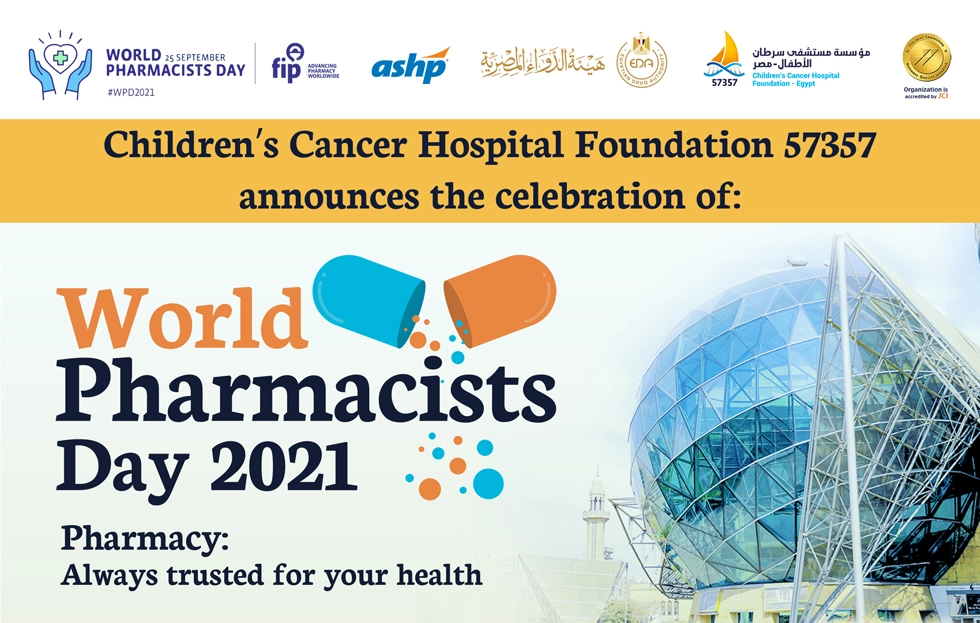 WORLD 25 SEPTEMBER
PHARMACISTS DAY
#WPD2021
fip
ADVANCING
PHARMACY
WORLDWIDE
ashp
هيئة الدواء المصرية
EDA
57357
مؤسسة مستشفى سرطان
الأطفال-مصر
Children's Cancer Hospital
Foundation - Egypt
Organization is
accredited by JCI
Children's Cancer Hospital Foundation 57357
announces the celebration of:
World
Pharmacists
Day 2021
Pharmacy:
Always trusted for your health